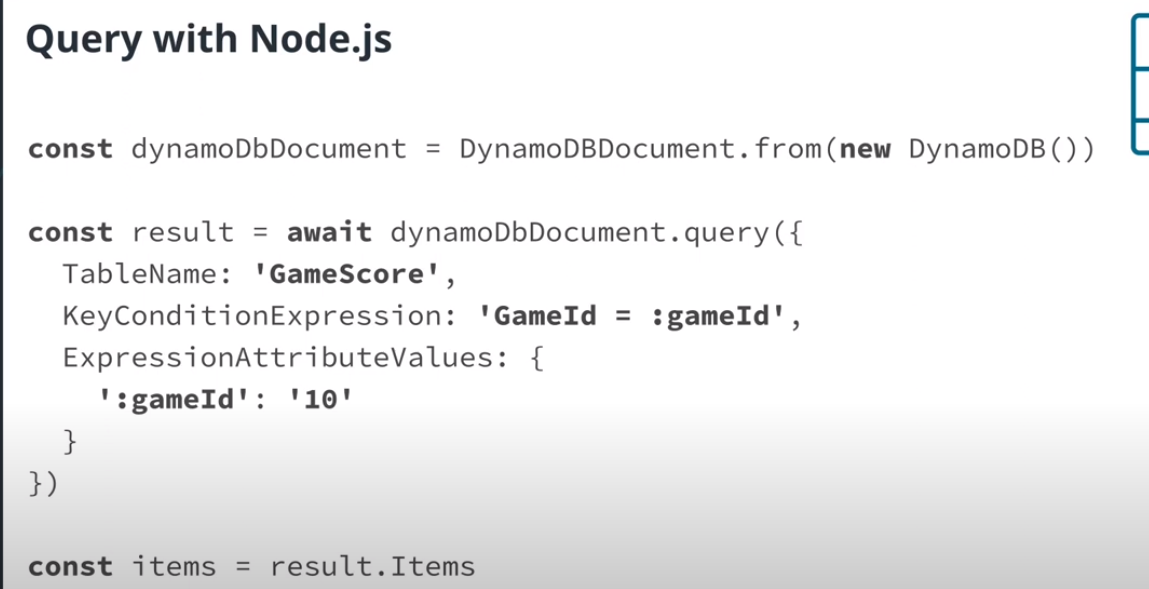 Query with Node.js
const dynamoDbDocument = DynamoDBDocument.from(new DynamoDB())
const result = await dynamoDbDocument.query({
  TableName: 'GameScore',
  KeyConditionExpression: 'GameId = :gameId',
  ExpressionAttributeValues: {
    ':gameId': '10'
  }
})
const items = result.Items